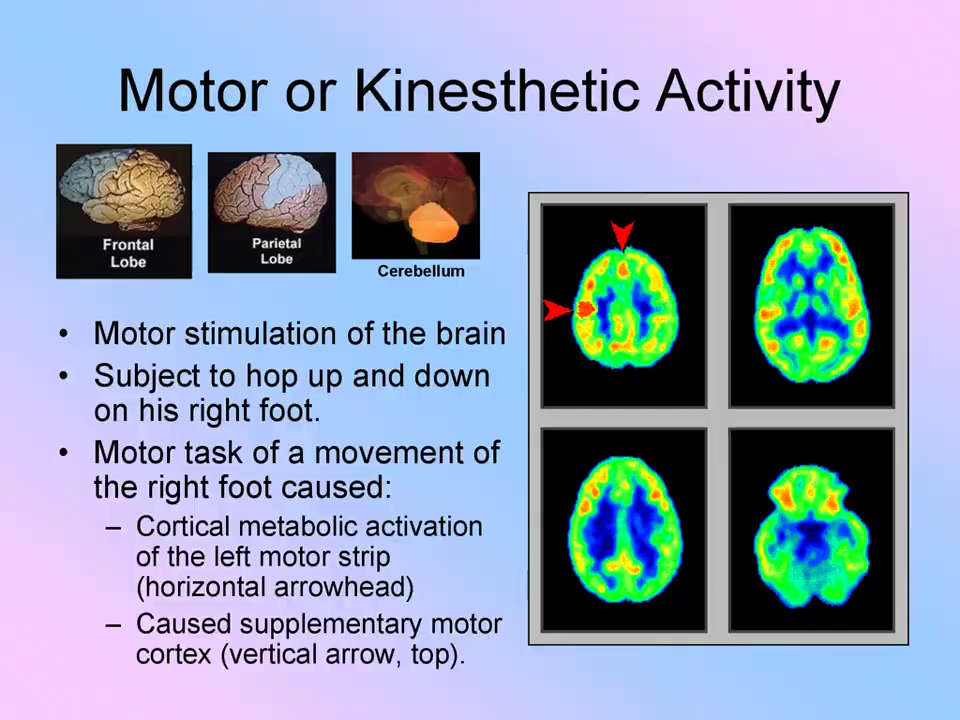 Motor or Kinesthetic Activity
Frontal
Lobe
Parietal
Lobe
Cerebellum
• Motor stimulation of the brain
• Subject to hop up and down
on his right foot.
• Motor task of a movement of
the right foot caused:
– Cortical metabolic activation
of the left motor strip
(horizontal arrowhead)
– Caused supplementary motor
cortex (vertical arrow, top).